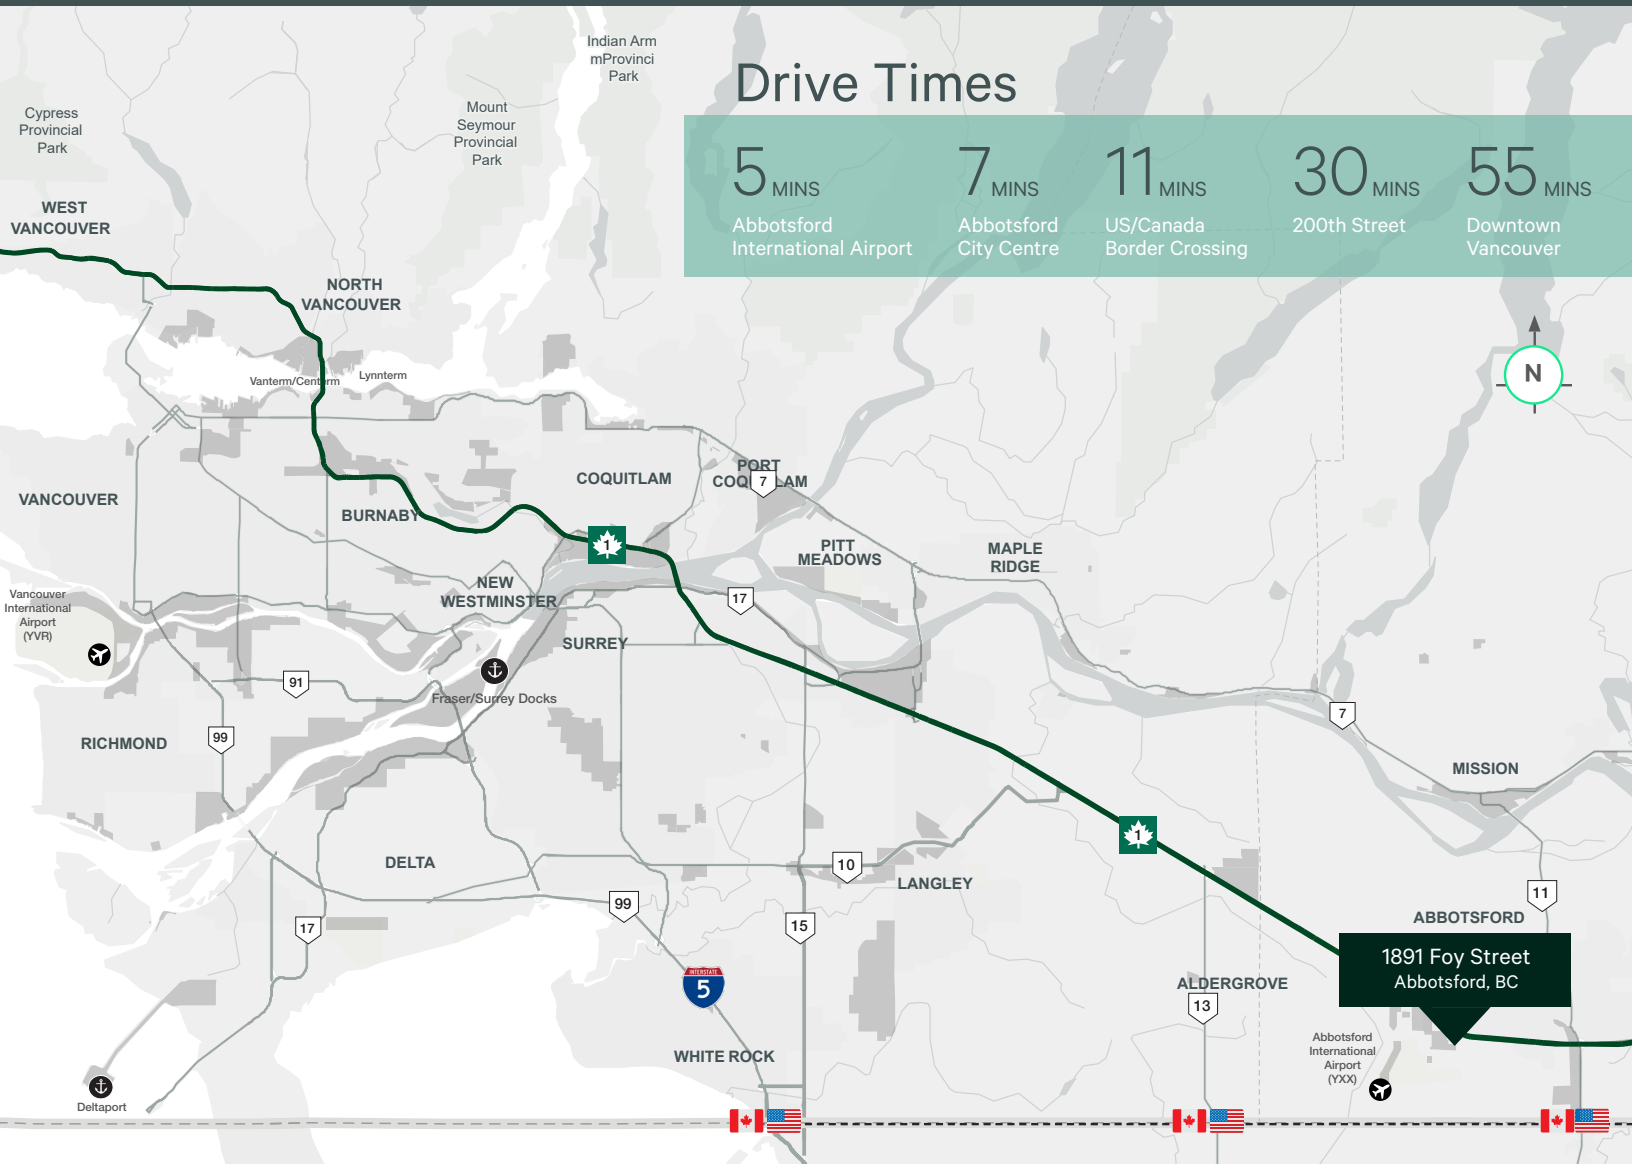 Indian Arm
mProvinci
Park
Drive Times
5 MINS
Abbotsford
International Airport
7 MINS
Abbotsford
City Centre
11 MINS
US/Canada
Border Crossing
30 MINS
200th Street
55 MINS
Downtown
Vancouver
Cypress
Provincial
Park
Mount
Seymour
Provincial
Park
WEST
VANCOUVER
NORTH
VANCOUVER
N
Vanterm/Centerm
Lynnterm
VANCOUVER
BURNABY
COQUITLAM
PORT
COQUITLAM
7
1
PITT
MEADOWS
MAPLE
RIDGE
NEW
WESTMINSTER
17
Vancouver
International
Airport
(YVR)
SURREY
91
Fraser/Surrey Docks
99
RICHMOND
7
MISSION
1
DELTA
10
LANGLEY
99
15
17
11
ABBOTSFORD
1891 Foy Street
Abbotsford, BC
INTERSTATE
5
ALDERGROVE
13
WHITE ROCK
Abbotsford
International
Airport
(YXX)
Deltaport